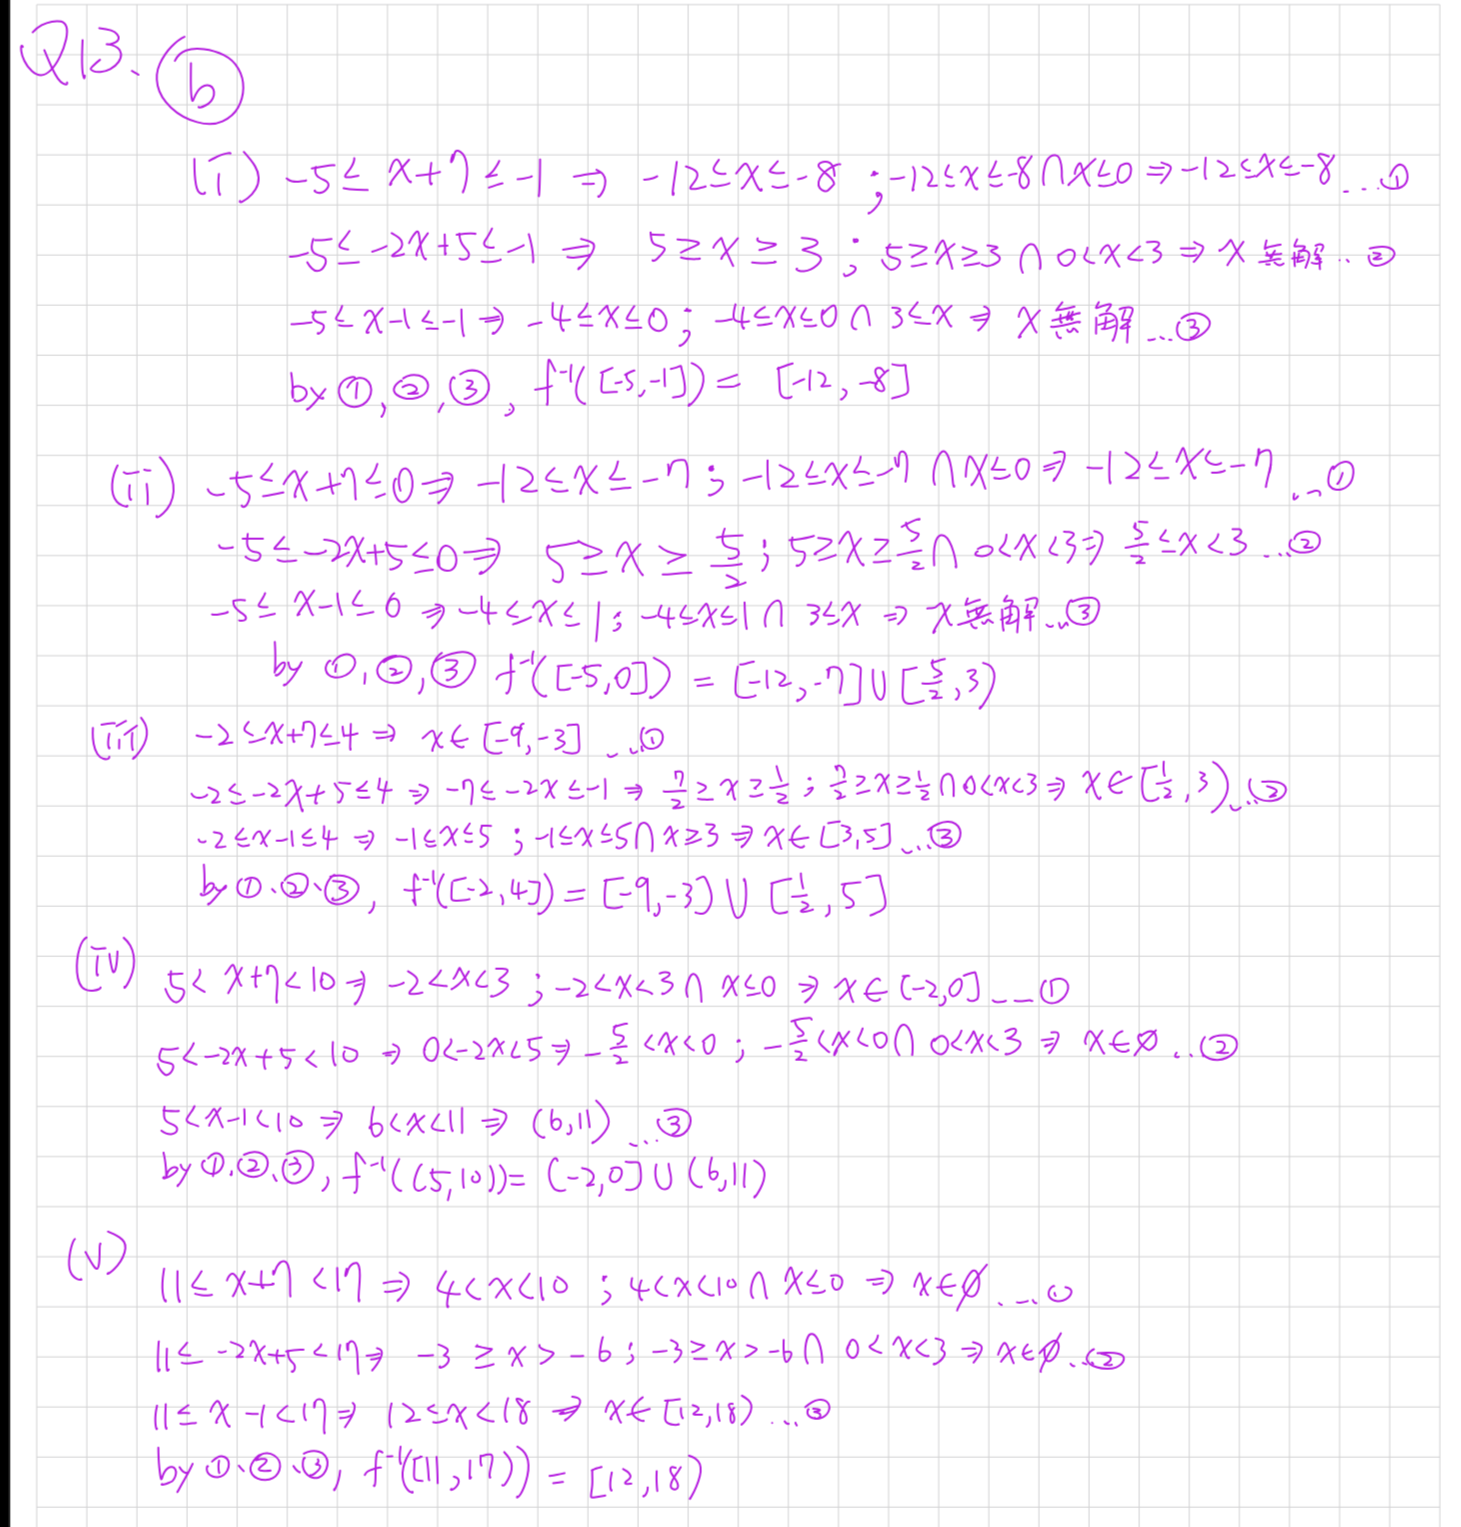 Q13. ⓑ
(i) -5≤ x+7 ≤-1 ⇒ -12≤x≤-8 ; -12≤x≤-8 ∩ x≤0 ⇒ -12≤x≤-8 ...①
-5≤ -2x+5≤-1 ⇒ 5≥x≥3 ; 5≥x≥3 ∩ 0<x<3 ⇒ x 無解..②
-5≤x-1≤-1 ⇒ -4≤x≤0 ; -4≤x≤0 ∩ 3≤x ⇒ x 無解...③
by ①,②,③, f⁻¹([-5,-1]) = [-12,-8]
(ii) -5≤x+7≤0 ⇒ -12≤x≤-7 ; -12≤x≤-7 ∩ x≤0 ⇒ -12≤x≤-7 ...①
-5≤-2x+5≤0 ⇒ 5≥x≥5/2 ; 5≥x≥5/2 ∩ 0<x<3 ⇒ 5/2≤x<3 ...②
-5≤ x-1≤0 ⇒ -4≤x≤1 ; -4≤x≤1 ∩ 3≤x ⇒ x無解...③
by ①,②,③ f⁻¹([-5,0]) = [-12,-7]∪[5/2,3)
(iii) -2≤x+7≤4 ⇒ x∈[-9,-3] ...①
-2≤-2x+5≤4 ⇒ -7≤-2x≤-1 ⇒ 7/2≥x≥1/2 ; 7/2≥x≥1/2 ∩ 0<x<3 ⇒ x∈[1/2,3)...②
-2≤x-1≤4 ⇒ -1≤x≤5 ; -1≤x≤5 ∩ x≥3 ⇒ x∈[3,5]...③
by ①、②、③, f⁻¹([-2,4]) = [-9,-3]∪[1/2,5]
(iv) 5< x+7<10 ⇒ -2<x<3 ; -2<x<3 ∩ x≤0 ⇒ x∈(-2,0]...①
5<-2x+5<10 ⇒ 0<-2x<5 ⇒ -5/2<x<0 ; -5/2<x<0 ∩ 0<x<3 ⇒ x∈∅...②
5<x-1<10 ⇒ 6<x<11 ⇒ (6,11) ...③
by ①、②、③, f⁻¹((5,10)) = (-2,0]∪(6,11)
(v) 11≤ x+7 <17 ⇒ 4<x<10 ; 4<x<10 ∩ x≤0 ⇒ x∈∅...①
11≤ -2x+5<17 ⇒ -3≥x>-6 ; -3≥x>-6 ∩ 0<x<3 ⇒ x∈∅..②
11≤x-1<17 ⇒ 12≤x<18 ⇒ x∈[12,18) ...③
by ①、②、③, f⁻¹([11,17)) = [12,18)